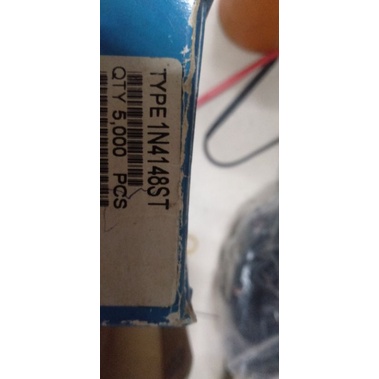 TYPE 1N4148ST
QTY 5,000 PCS